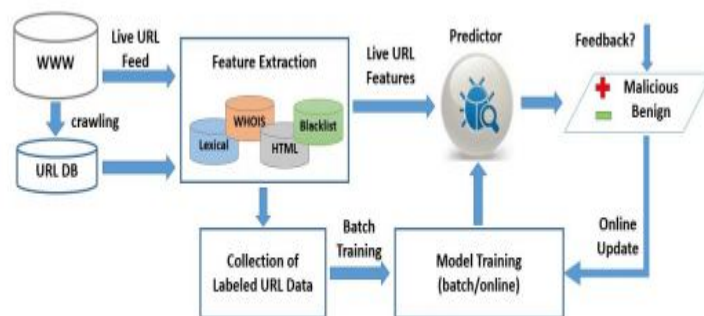 WWW
Live URL
Feed
crawling
URL DB
Feature Extraction
Lexical
WHOIS
HTML
Blacklist
Live URL
Features
Predictor
Feedback?
Malicious
Benign
Collection of
Labeled URL Data
Batch
Training
Model Training
(batch/online)
Online
Update